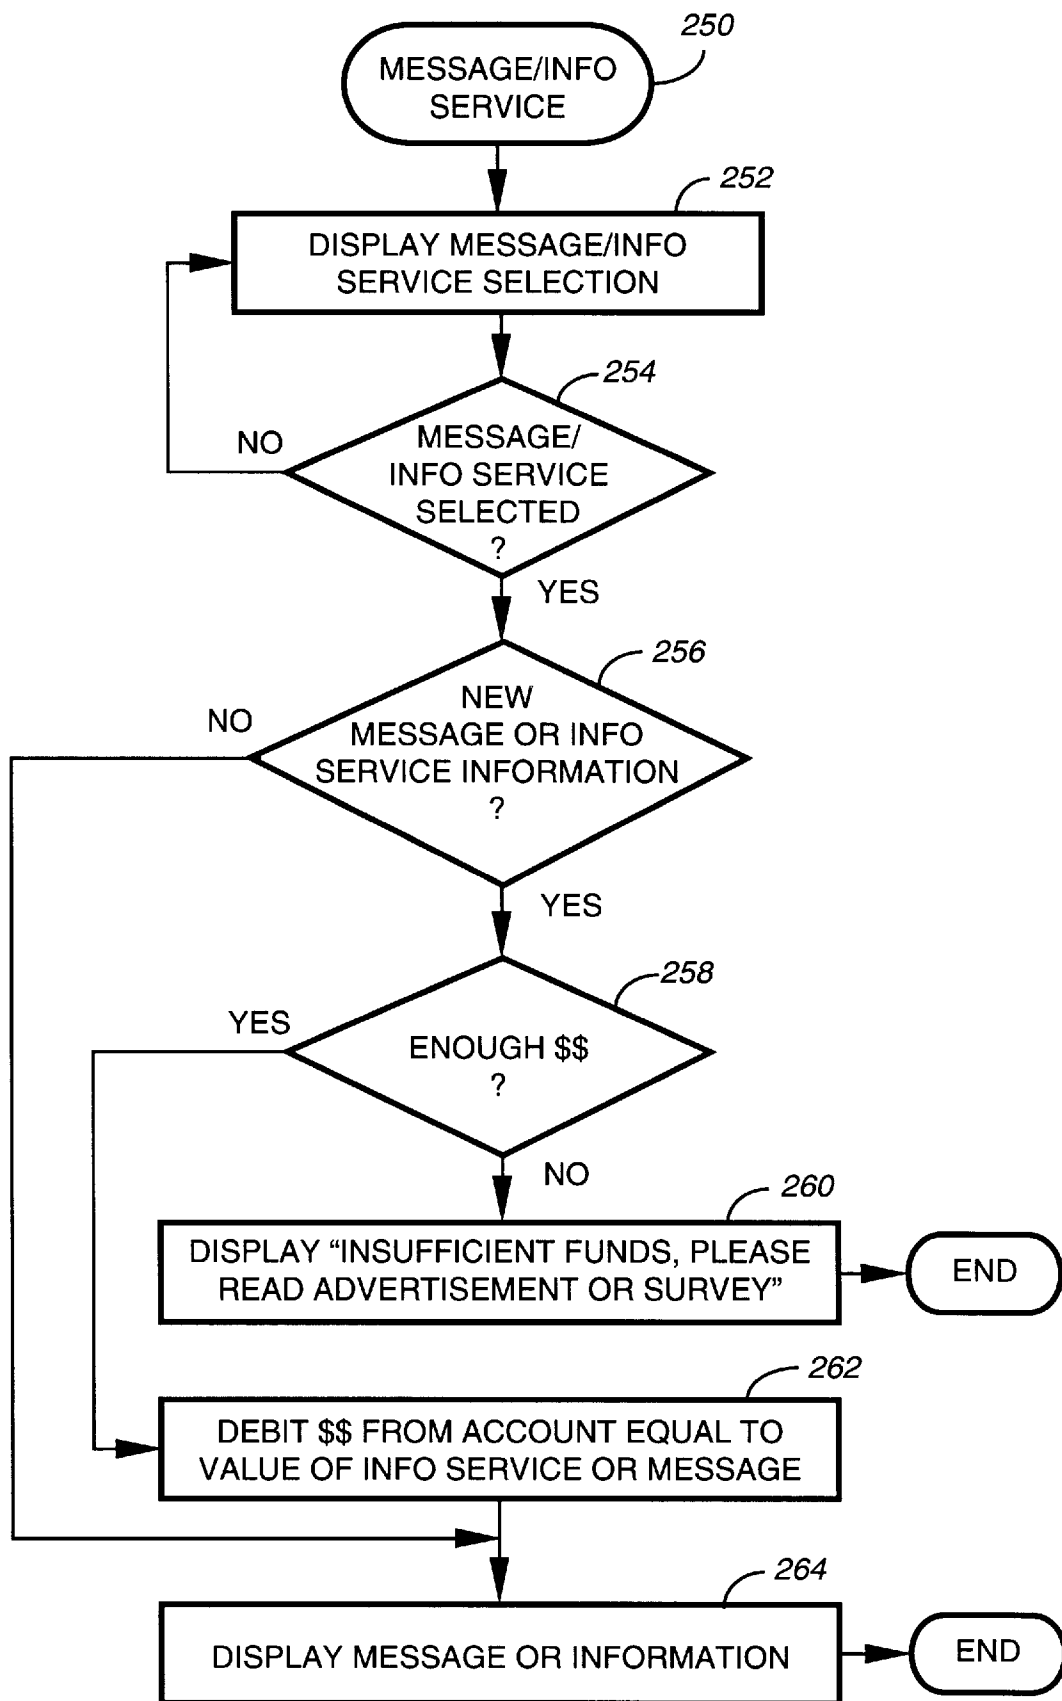 250
MESSAGE/INFO
SERVICE
252
DISPLAY MESSAGE/INFO
SERVICE SELECTION
254
NO
MESSAGE/
INFO SERVICE
SELECTED
?
YES
256
NO
NEW
MESSAGE OR INFO
SERVICE INFORMATION
?
YES
258
YES
ENOUGH $$
?
NO
260
DISPLAY “INSUFFICIENT FUNDS, PLEASE
READ ADVERTISEMENT OR SURVEY”
END
262
DEBIT $$ FROM ACCOUNT EQUAL TO
VALUE OF INFO SERVICE OR MESSAGE
264
DISPLAY MESSAGE OR INFORMATION
END